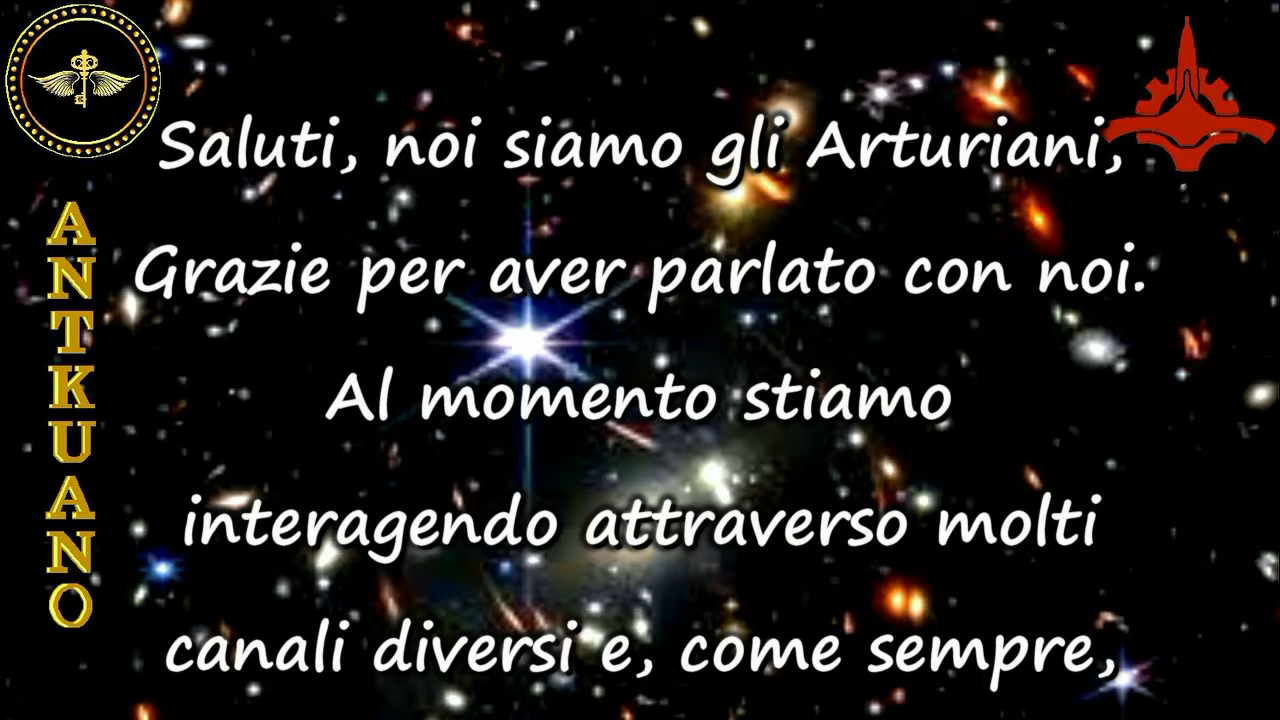 Saluti, noi siamo gli Arturiani,
Grazie per aver parlato con noi.
Al momento stiamo
interagendo attraverso molti
canali diversi e, come sempre,
ANTKUANO